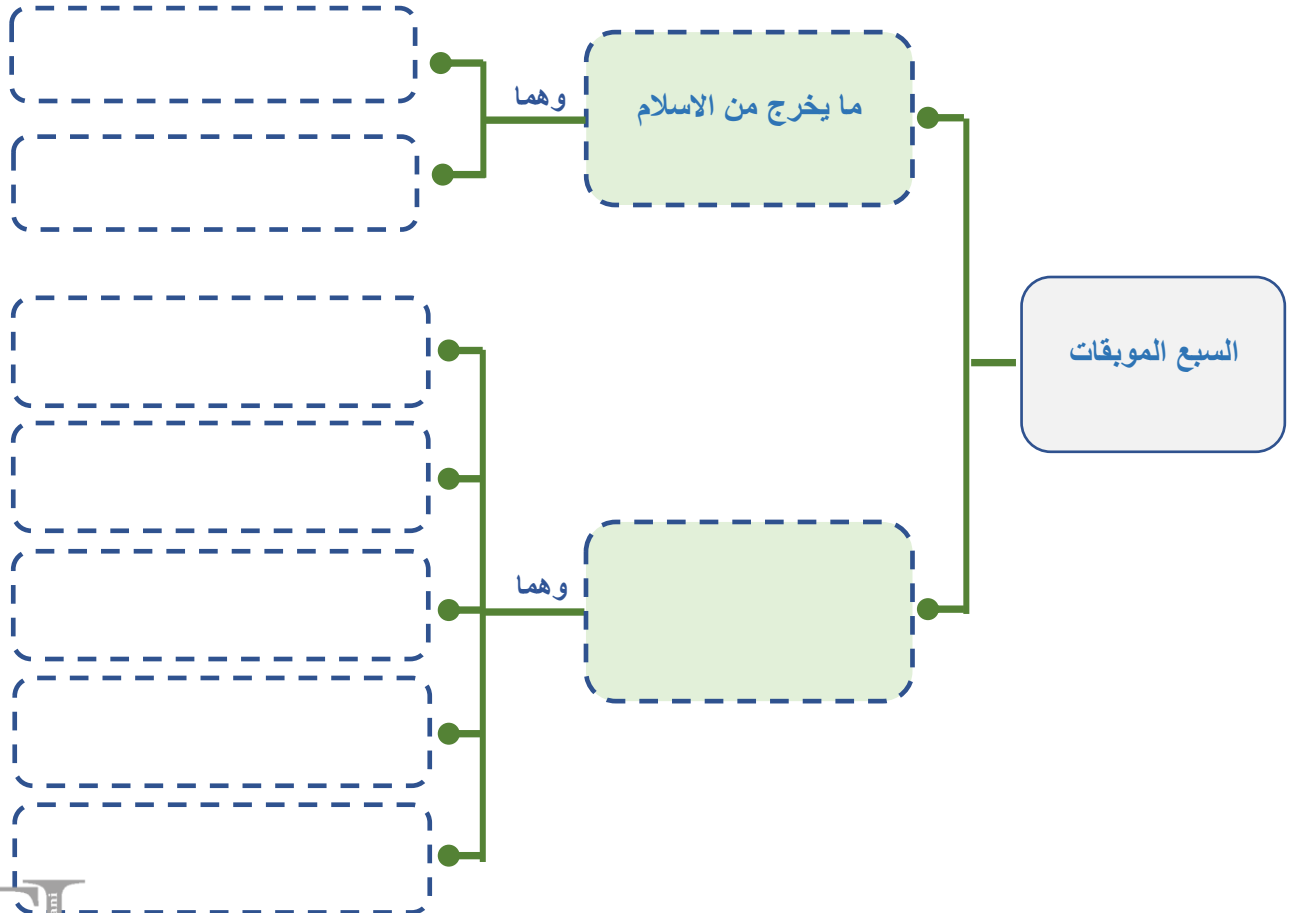 السبع الموبقات
ما يخرج من الاسلام
وهما
وهما